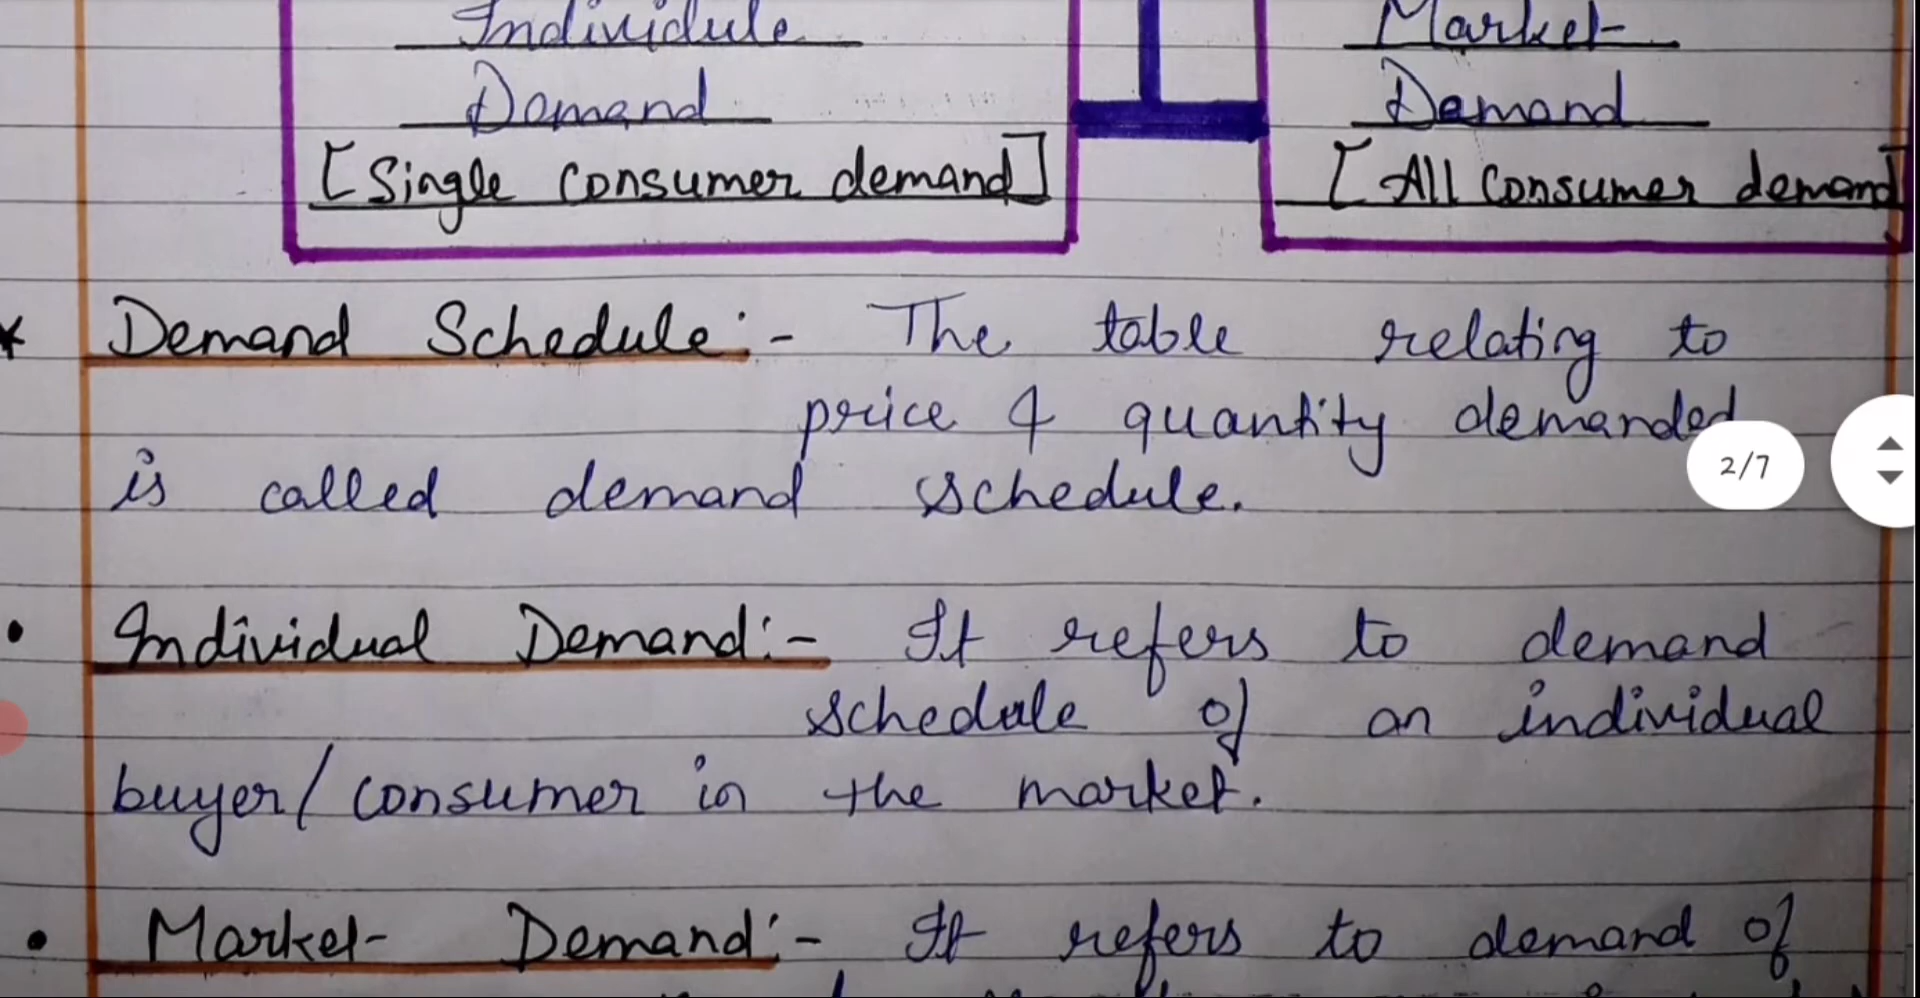 Individule
Market
Demand
Demand
[Single consumer demand]
[All consumer demand]
* Demand Schedule:- The table relating to
price & quantity demanded
2/7
is called demand schedule.
• Individual Demand:- It refers to demand
schedule of an individual
buyer/consumer in the market.
• Market Demand:- It refers to demand of